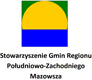 Stowarzyszenie Gmin Regionu
Południowo-Zachodniego
Mazowsza